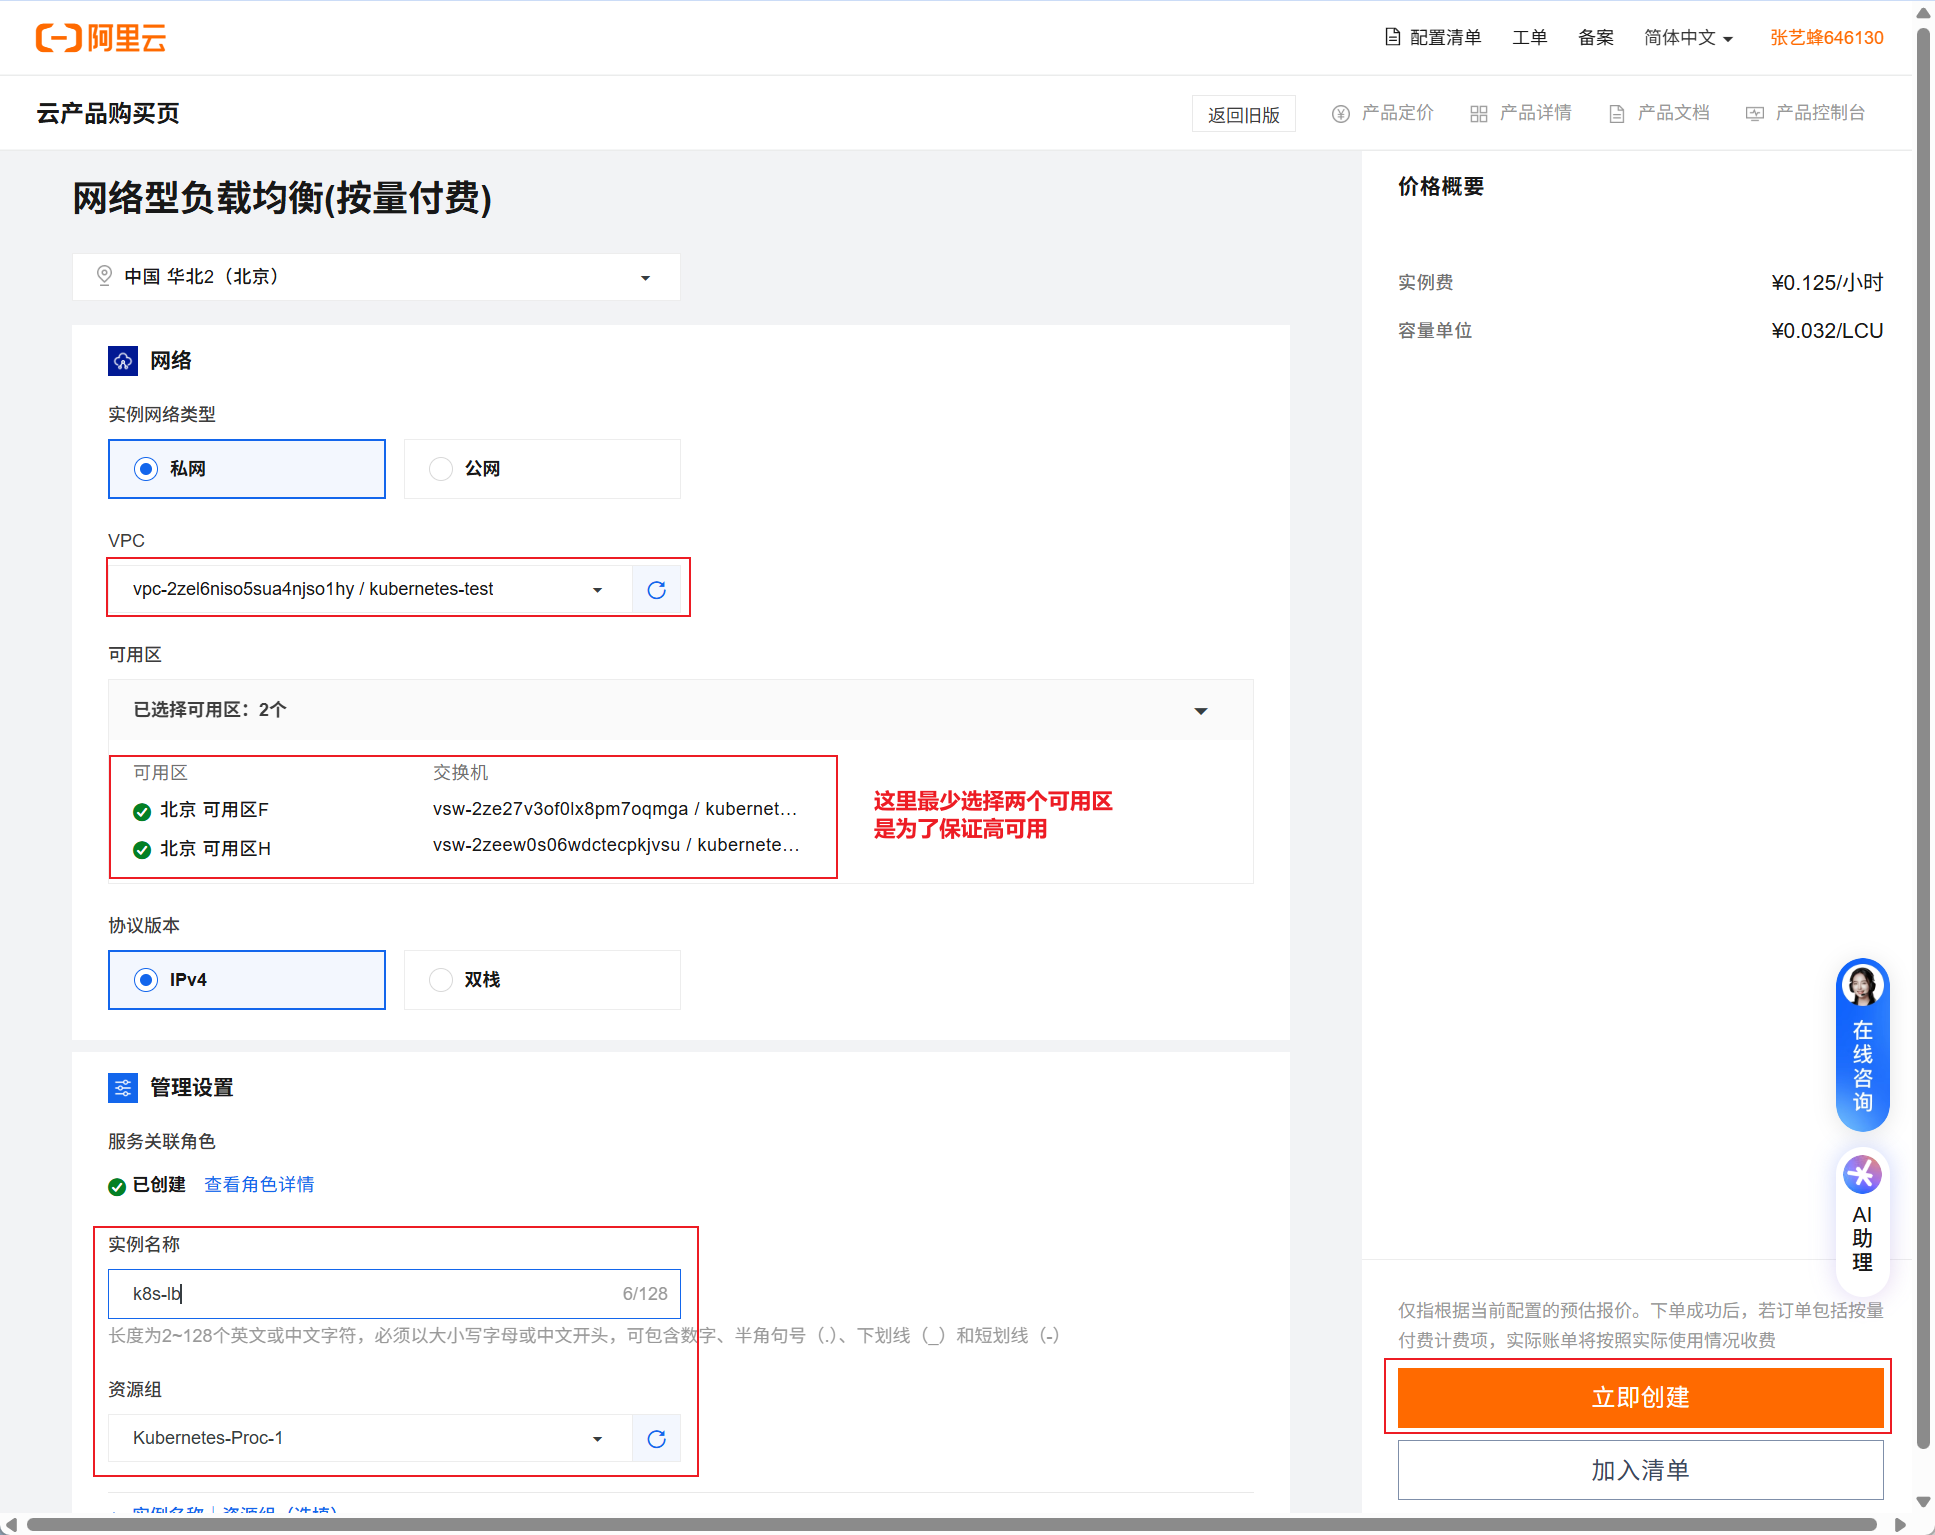 阿里云
配置清单 工单 备案 简体中文 张艺蜂646130
云产品购买页
返回旧版 产品定价 产品详情 产品文档 产品控制台
网络型负载均衡(按量付费)
中国 华北2（北京）
网络
实例网络类型
私网 公网
VPC
vpc-2zel6niso5sua4njso1hy / kubernetes-test
可用区
已选择可用区：2个
可用区 交换机
北京 可用区F vsw-2ze27v3of0lx8pm7oqmga / kubernet...
北京 可用区H vsw-2zeew0s06wdctecpkjvsu / kubernete...
这里最少选择两个可用区
是为了保证高可用
协议版本
IPv4 双栈
管理设置
服务关联角色
已创建 查看角色详情
实例名称
k8s-lb 6/128
长度为2~128个英文或中文字符，必须以大小写字母或中文开头，可包含数字、半角句号（.）、下划线（_）和短划线（-）
资源组
Kubernetes-Proc-1
实例名称 | 资源组（选填）
价格概要
实例费 ¥0.125/小时
容量单位 ¥0.032/LCU
在线咨询
AI助理
仅指根据当前配置的预估报价。下单成功后，若订单包括按量
付费计费项，实际账单将按照实际使用情况收费
立即创建
加入清单